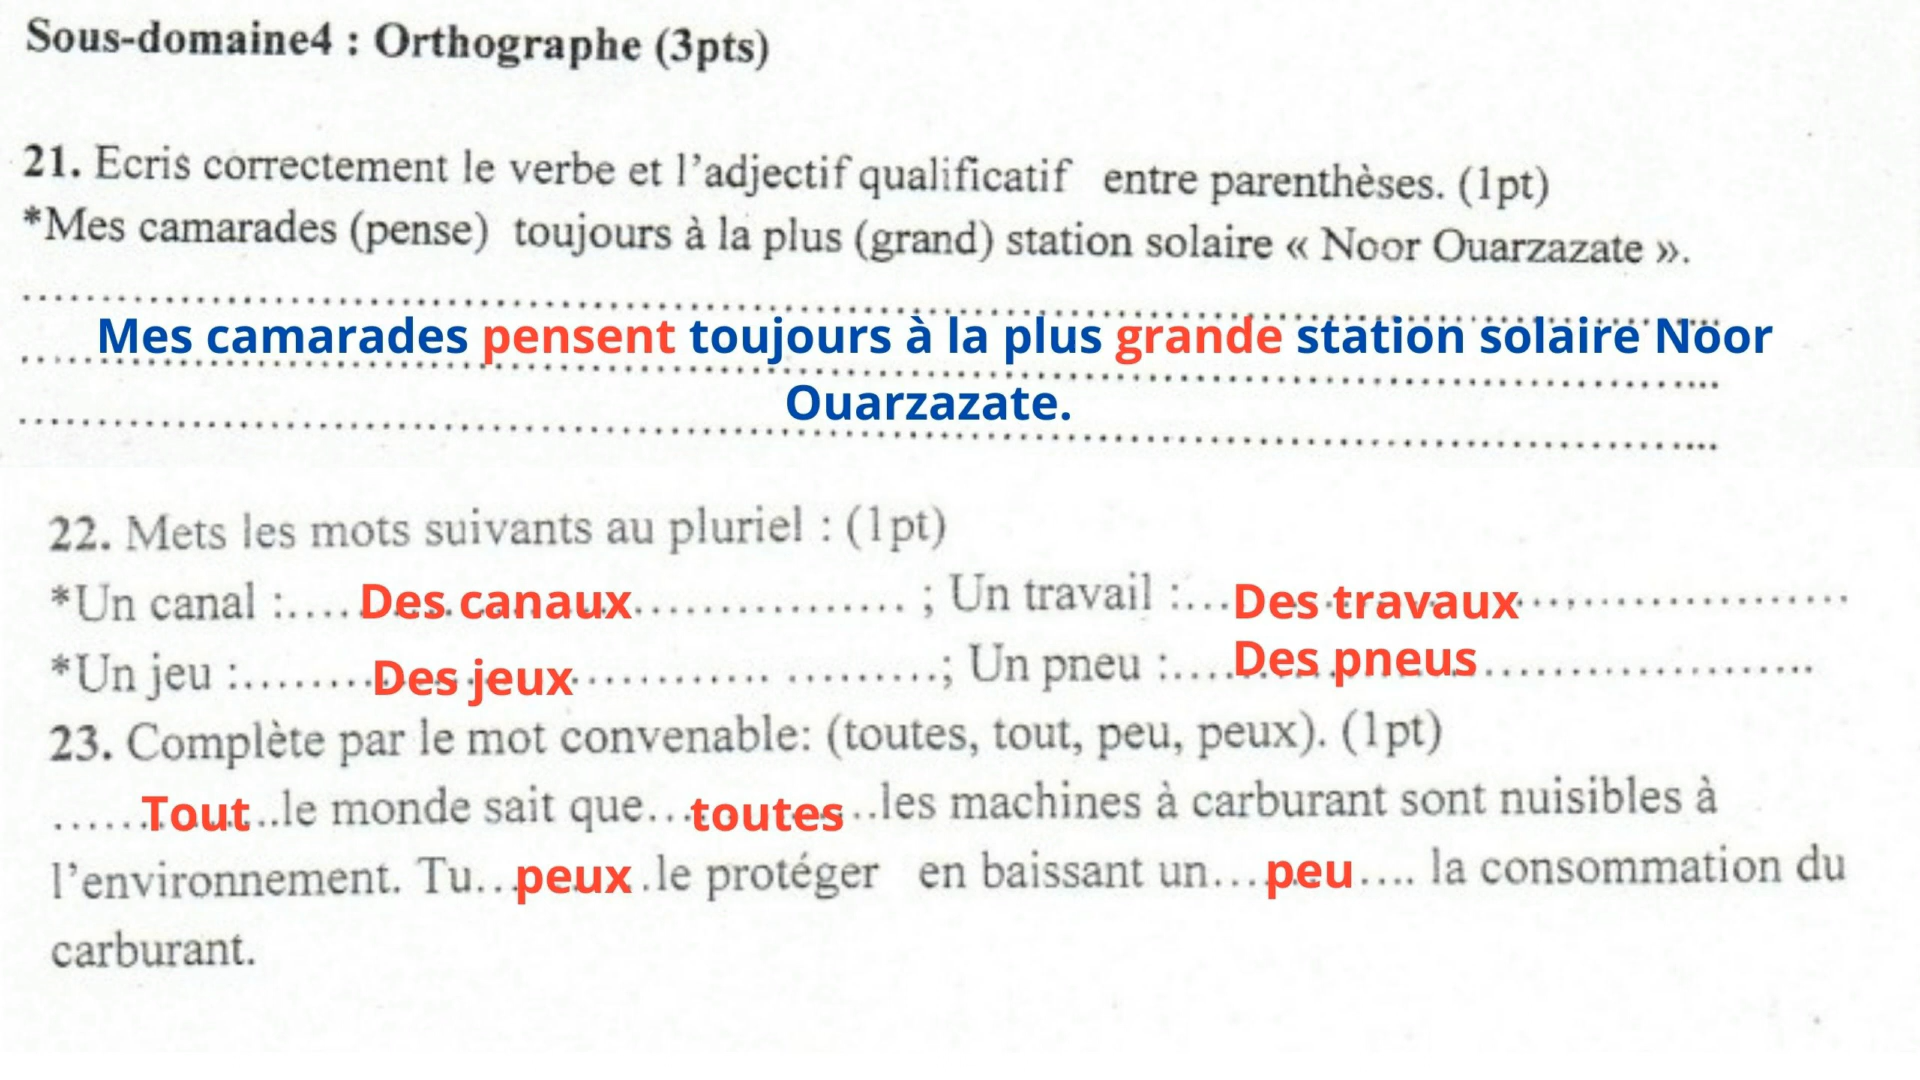 Sous-domaine4 : Orthographe (3pts)
21. Ecris correctement le verbe et l'adjectif qualificatif entre parenthèses. (1pt)
*Mes camarades (pense) toujours à la plus (grand) station solaire « Noor Ouarzazate ».
Mes camarades pensent toujours à la plus grande station solaire Noor
Ouarzazate.
22. Mets les mots suivants au pluriel : (1pt)
*Un canal :....Des canaux................ ; Un travail :...Des travaux....................
*Un jeu :........Des jeux............ .........; Un pneu :....Des pneus....................
23. Complète par le mot convenable: (toutes, tout, peu, peux). (1pt)
......Tout..le monde sait que...toutes..les machines à carburant sont nuisibles à
l'environnement. Tu...peux.le protéger en baissant un...peu.... la consommation du
carburant.